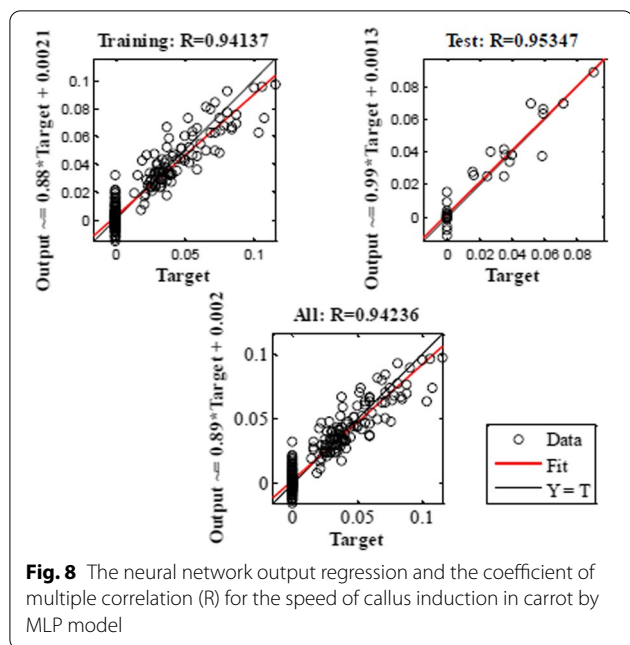 Training: R=0.94137
Output ~= 0.88*Target + 0.0021
0.1
0.08
0.06
0.04
0.02
0
0 0.05 0.1
Target
Test: R=0.95347
Output ~= 0.99*Target + 0.0013
0.08
0.06
0.04
0.02
0
0 0.02 0.04 0.06 0.08
Target
All: R=0.94236
Output ~= 0.89*Target + 0.002
0.1
0.05
0
0 0.05 0.1
Target
Data
Fit
Y = T
Fig. 8 The neural network output regression and the coefficient of
multiple correlation (R) for the speed of callus induction in carrot by
MLP model